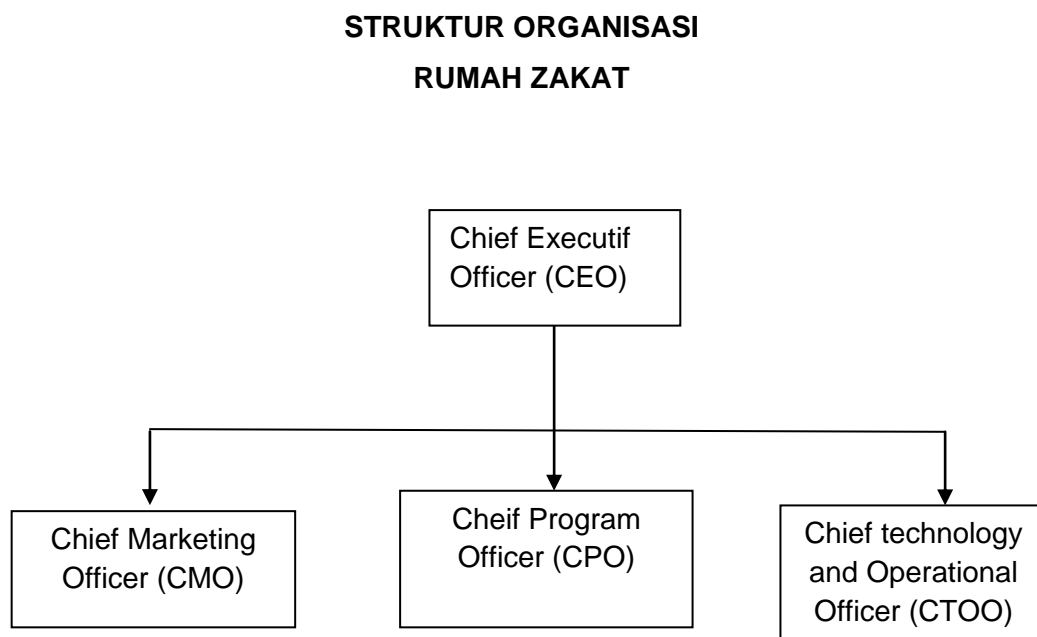 STRUKTUR ORGANISASI
RUMAH ZAKAT
Chief Executif
Officer (CEO)
Chief Marketing
Officer (CMO)
Cheif Program
Officer (CPO)
Chief technology
and Operational
Officer (CTOO)